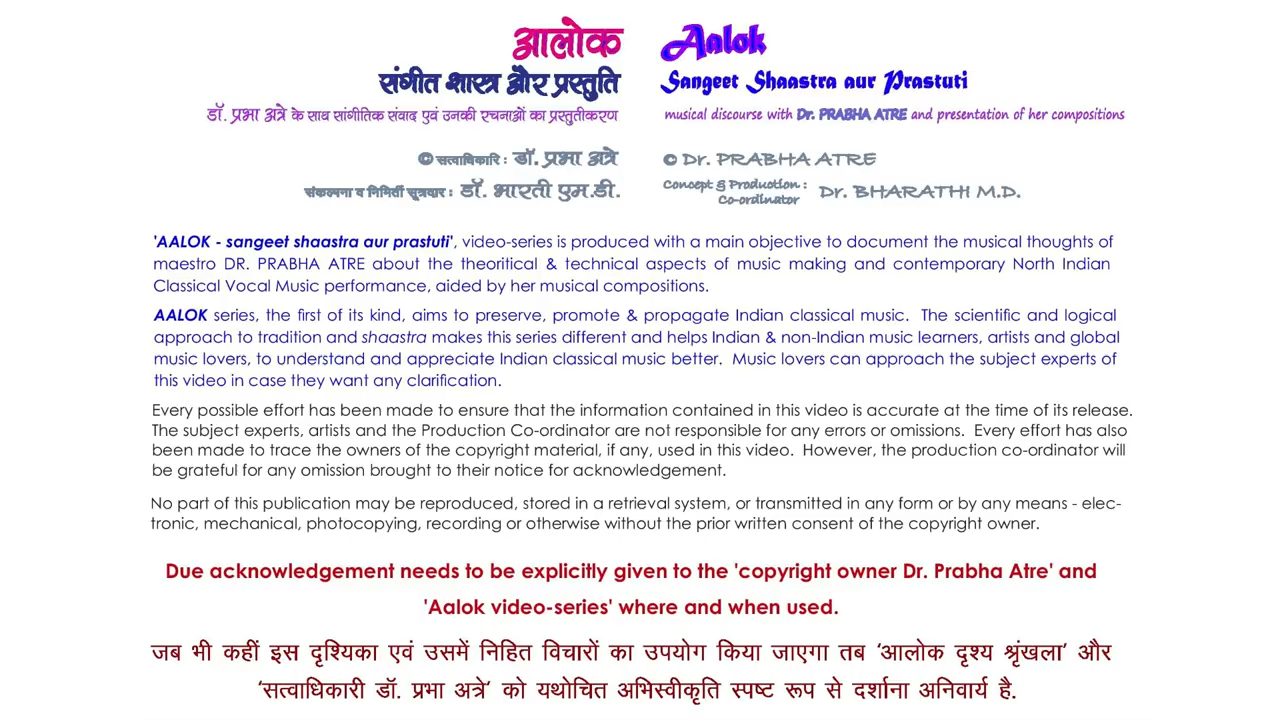 आलोक
संगीत शास्त्र और प्रस्तुति
डॉ. प्रभा अत्रे के साथ सांगीतिक संवाद एवं उनकी रचनाओं का प्रस्तुतीकरण
© सत्वाधिकारि : डॉ. प्रभा अत्रे
संकल्पना व निर्मिती सूत्रदार : डॉ. भारती एम.डी.
Aalok
Sangeet Shaastra aur Prastuti
musical discourse with Dr. PRABHA ATRE and presentation of her compositions
© Dr. PRABHA ATRE
Concept & Production :
Co-ordinator
Dr. BHARATHI M.D.
'AALOK - sangeet shaastra aur prastuti', video-series is produced with a main objective to document the musical thoughts of
maestro DR. PRABHA ATRE about the theoritical & technical aspects of music making and contemporary North Indian
Classical Vocal Music performance, aided by her musical compositions.
AALOK series, the first of its kind, aims to preserve, promote & propagate Indian classical music. The scientific and logical
approach to tradition and shaastra makes this series different and helps Indian & non-Indian music learners, artists and global
music lovers, to understand and appreciate Indian classical music better. Music lovers can approach the subject experts of
this video in case they want any clarification.
Every possible effort has been made to ensure that the information contained in this video is accurate at the time of its release.
The subject experts, artists and the Production Co-ordinator are not responsible for any errors or omissions. Every effort has also
been made to trace the owners of the copyright material, if any, used in this video. However, the production co-ordinator will
be grateful for any omission brought to their notice for acknowledgement.
No part of this publication may be reproduced, stored in a retrieval system, or transmitted in any form or by any means - elec-
tronic, mechanical, photocopying, recording or otherwise without the prior written consent of the copyright owner.
Due acknowledgement needs to be explicitly given to the 'copyright owner Dr. Prabha Atre' and
'Aalok video-series' where and when used.
जब भी कहीं इस दृश्यिका एवं उसमें निहित विचारों का उपयोग किया जाएगा तब ‘आलोक दृश्य श्रृंखला’ और
‘सत्वाधिकारी डॉ. प्रभा अत्रे’ को यथोचित अभिस्वीकृति स्पष्ट रूप से दर्शाना अनिवार्य है.